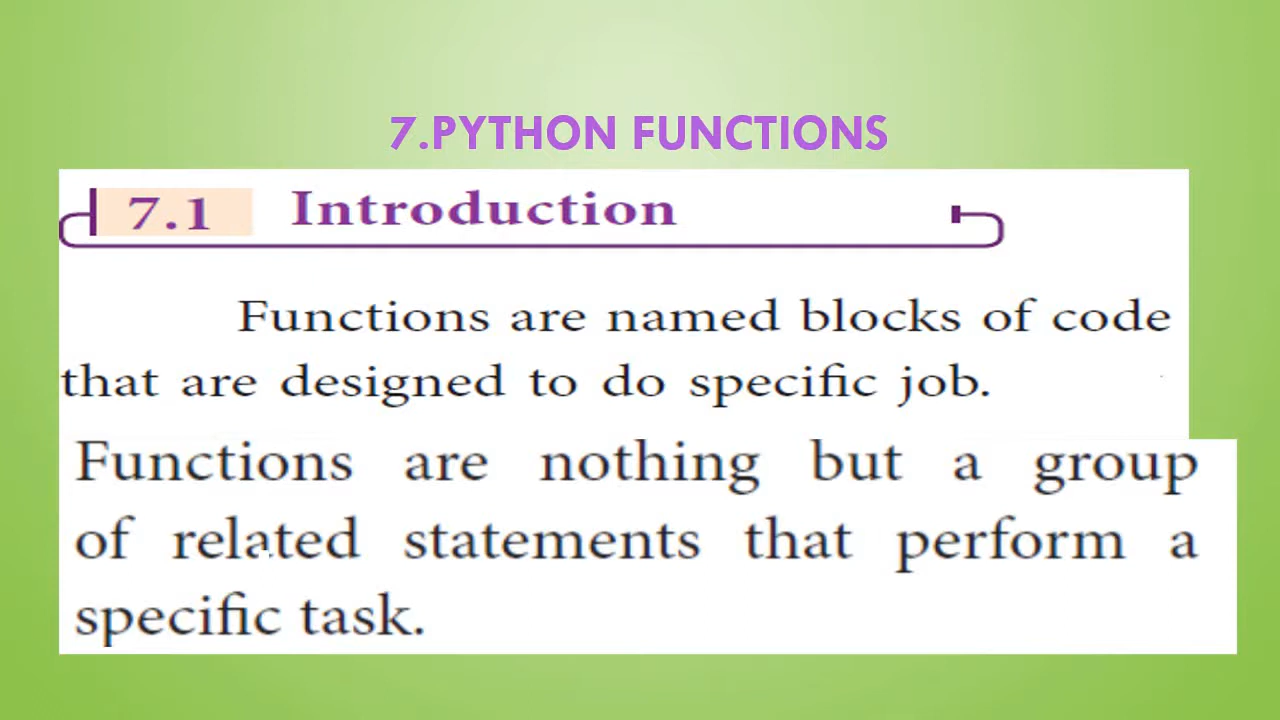 7.PYTHON FUNCTIONS
7.1 Introduction
Functions are named blocks of code
that are designed to do specific job.
Functions are nothing but a group
of related statements that perform a
specific task.